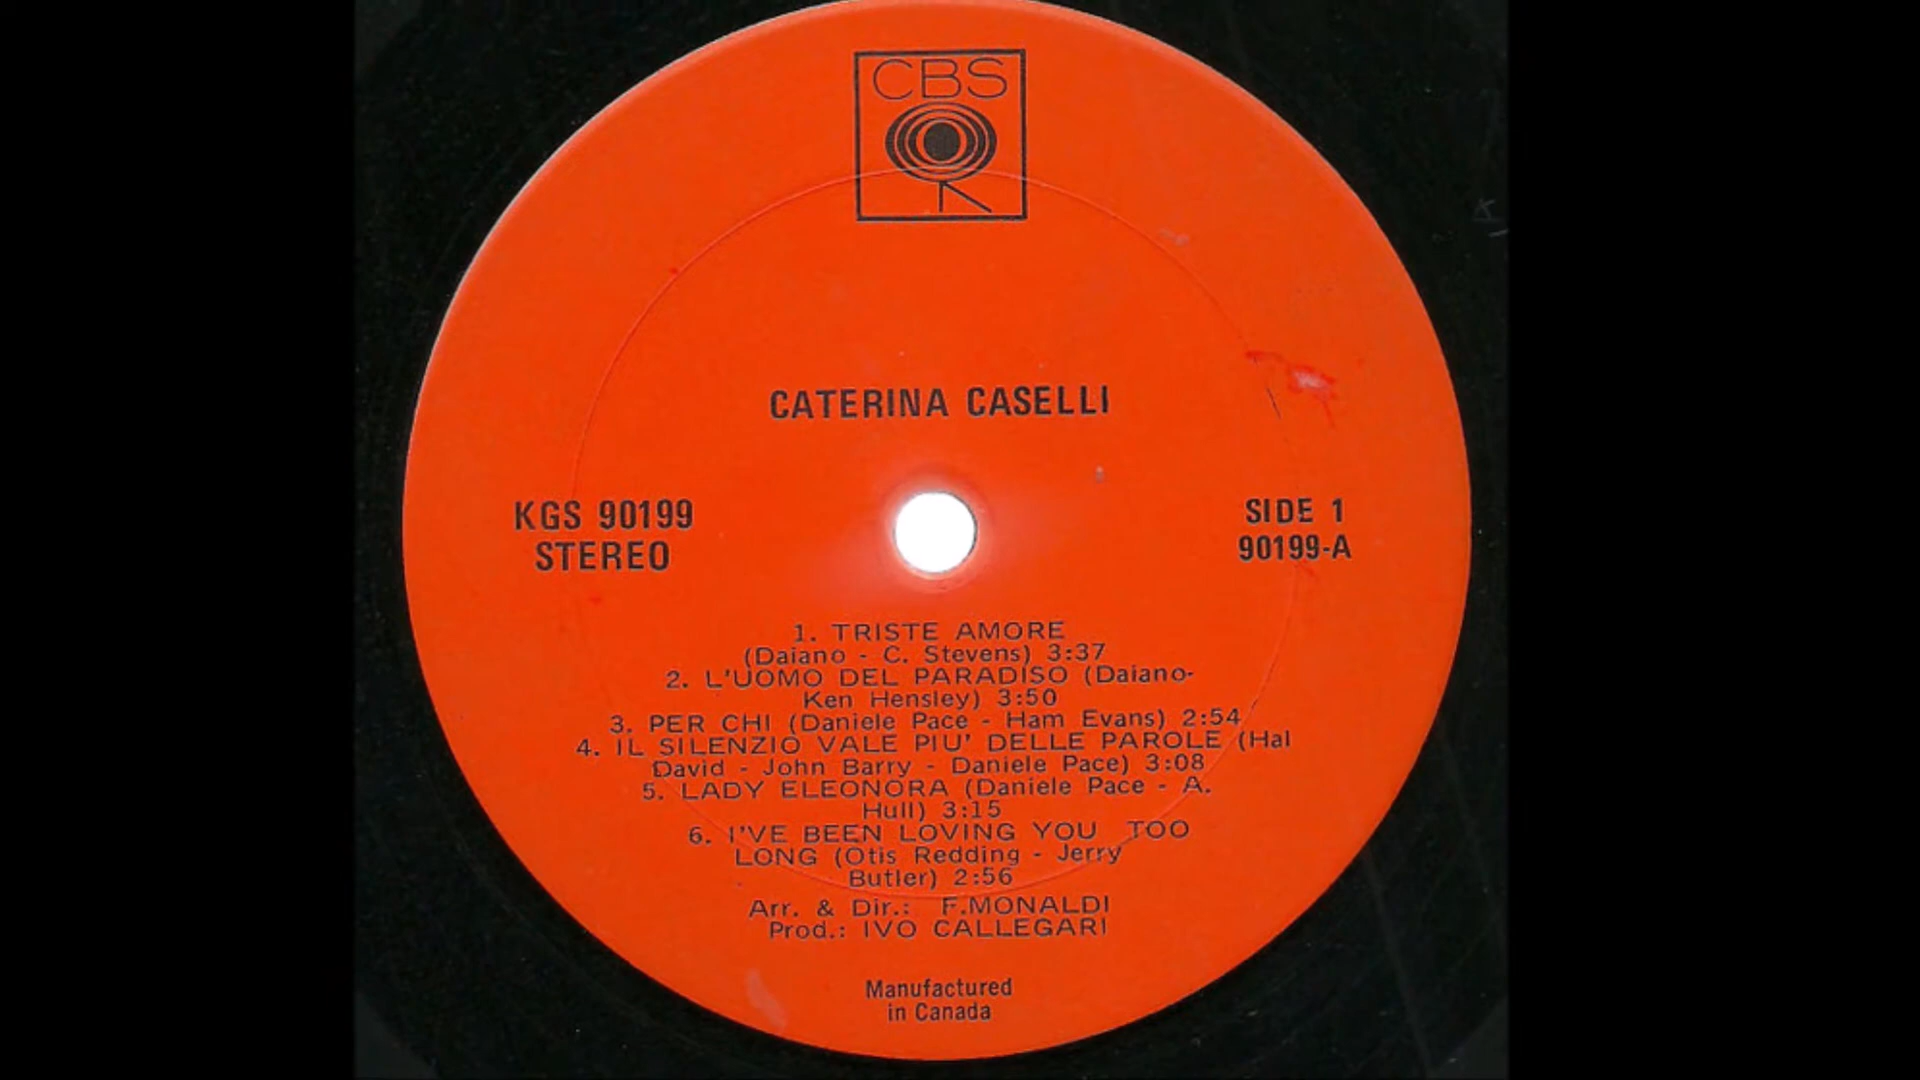 CBS
CATERINA CASELLI
KGS 90199
STEREO
SIDE 1
90199-A
1. TRISTE AMORE
(Daiano - C. Stevens) 3:37
2. L'UOMO DEL PARADISO (Daiano-
Ken Hensley) 3:50
3. PER CHI (Daniele Pace - Ham Evans) 2:54
4. IL SILENZIO VALE PIU' DELLE PAROLE (Hal
David - John Barry - Daniele Pace) 3:08
5. LADY ELEONORA (Daniele Pace - A.
Hull) 3:15
6. I'VE BEEN LOVING YOU TOO
LONG (Otis Redding - Jerry
Butler) 2:56
Arr. & Dir.: F.MONALDI
Prod.: IVO CALLEGARI
Manufactured
in Canada